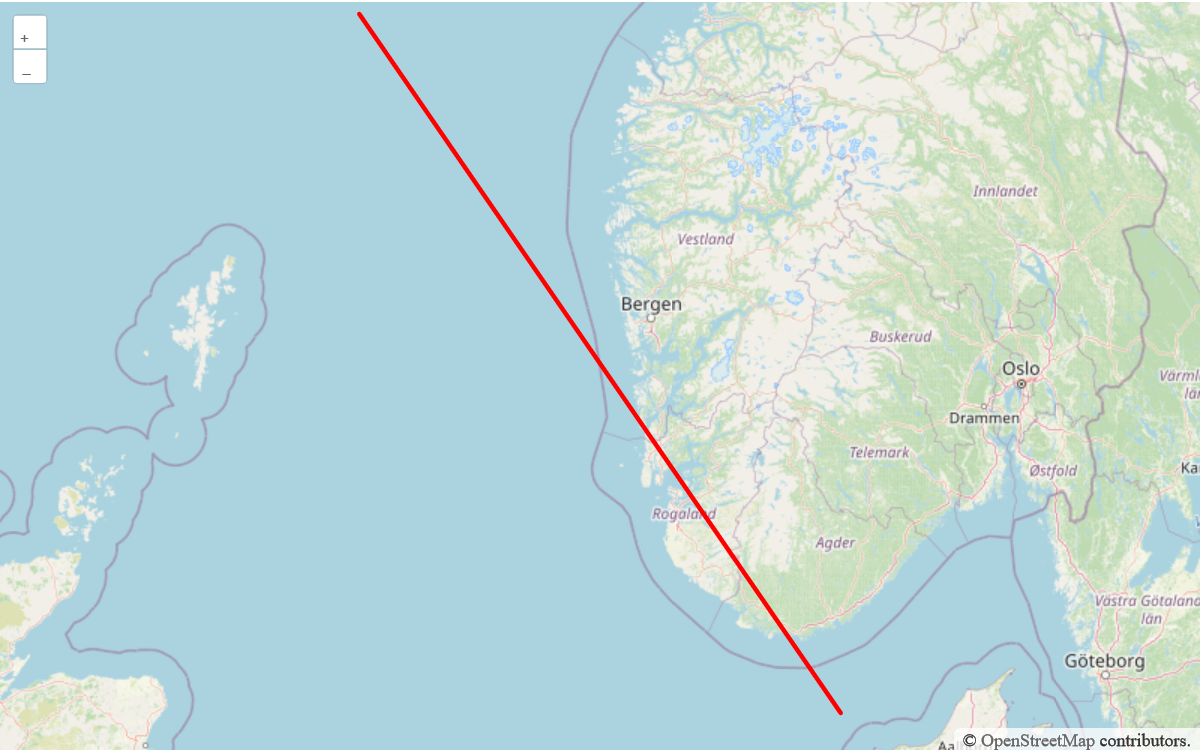 +
–
Innlandet
Vestland
Bergen
Buskerud
Oslo
Värml
län
Drammen
Telemark
Østfold
Ka
Rogaland
Agder
Västra Götaland
län
Göteborg
Aa
© OpenStreetMap contributors.